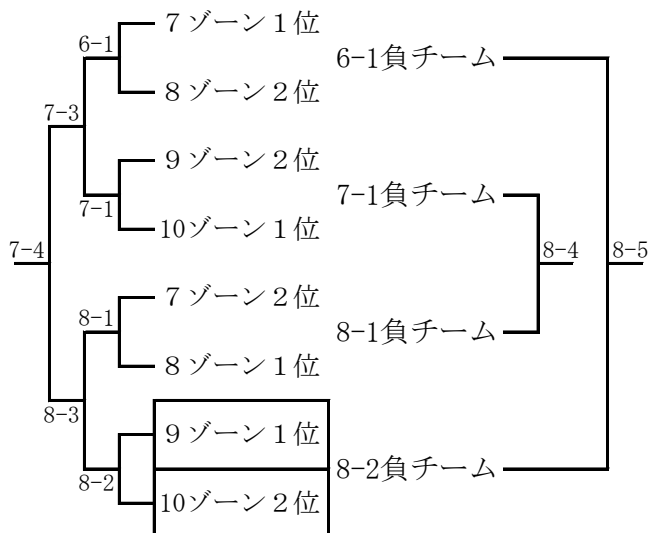 7ゾーン1位
6-1
6-1負チーム
8ゾーン2位
7-3
9ゾーン2位
7-1負チーム
7-1
10ゾーン1位
7-4
8-4
8-5
7ゾーン2位
8-1
8-1負チーム
8ゾーン1位
8-3
9ゾーン1位
8-2負チーム
8-2
10ゾーン2位